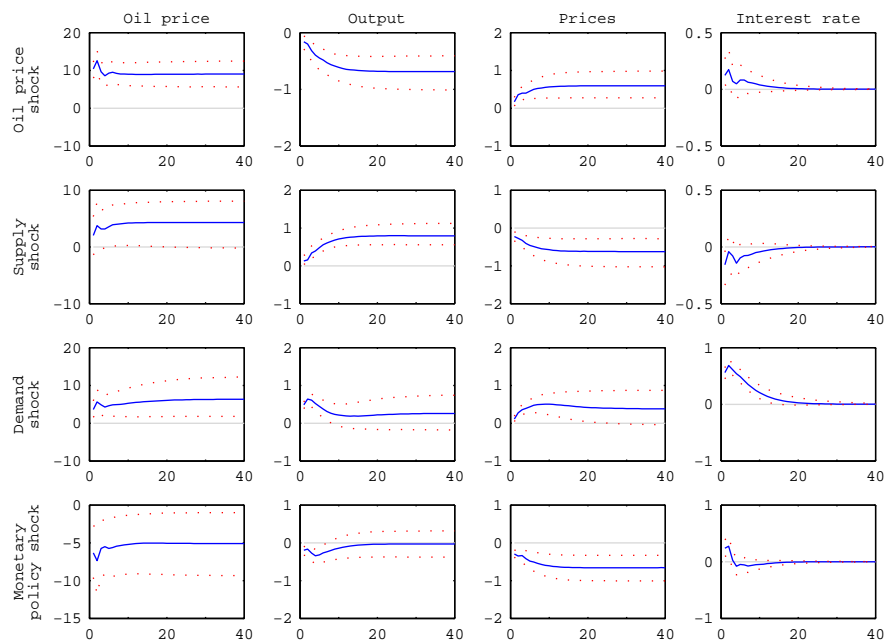 Oil price Output Prices Interest rate
Oil price
shock
20 0 2 0.5
10 -1 1 0
0 0
-10 -2 -1 -0.5
0 20 40 0 20 40 0 20 40 0 20 40
Supply
shock
10 2 1 0.5
1 0
0 0 -1 0
-10 -1 -2 -0.5
0 20 40 0 20 40 0 20 40 0 20 40
Demand
shock
20 2 2 1
10 1 1 0
0 0 0
-10 -1 -1 -1
0 20 40 0 20 40 0 20 40 0 20 40
Monetary
policy shock
0 1 1 1
-5 0 0 0
-10 -1 -1
-15 -2 -2 -1
0 20 40 0 20 40 0 20 40 0 20 40